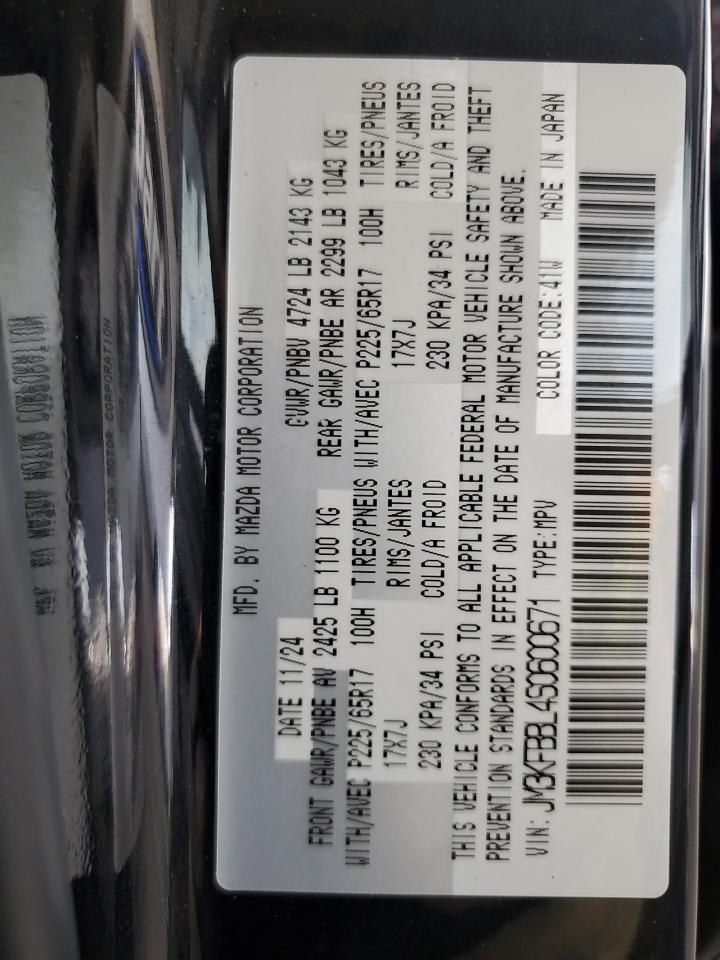 MFD. BY MAZDA MOTOR CORPORATION
DATE 11/24 GVWR/PNBV 4724 LB 2143 KG
FRONT GAWR/PNBE AV 2425 LB 1100 KG REAR GAWR/PNBE AR 2299 LB 1043 KG
WITH/AVEC P225/65R17 100H TIRES/PNEUS WITH/AVEC P225/65R17 100H TIRES/PNEUS
17X7J RIMS/JANTES 17X7J RIMS/JANTES
230 KPA/34 PSI COLD/A FROID 230 KPA/34 PSI COLD/A FROID
THIS VEHICLE CONFORMS TO ALL APPLICABLE FEDERAL MOTOR VEHICLE SAFETY AND THEFT
PREVENTION STANDARDS IN EFFECT ON THE DATE OF MANUFACTURE SHOWN ABOVE.
VIN: JM3KFBBL4S0600671 TYPE:MPV COLOR CODE:41W MADE IN JAPAN